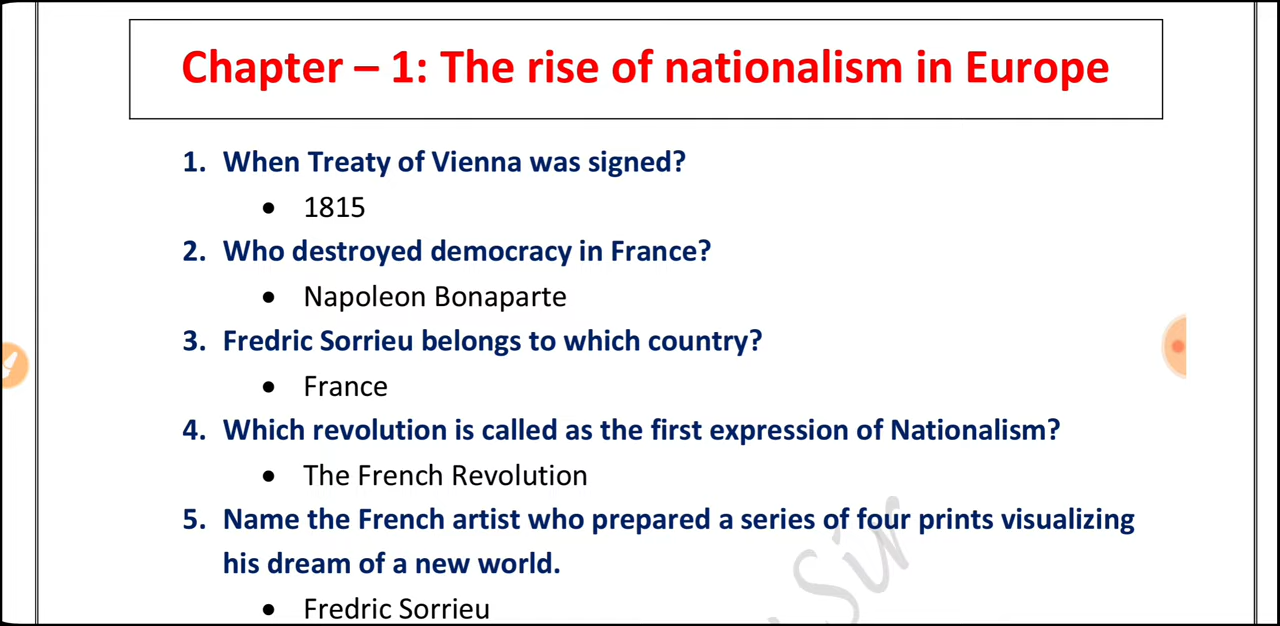 Chapter – 1: The rise of nationalism in Europe
1. When Treaty of Vienna was signed?
• 1815
2. Who destroyed democracy in France?
• Napoleon Bonaparte
3. Fredric Sorrieu belongs to which country?
• France
4. Which revolution is called as the first expression of Nationalism?
• The French Revolution
5. Name the French artist who prepared a series of four prints visualizing
his dream of a new world.
• Fredric Sorrieu
Sir